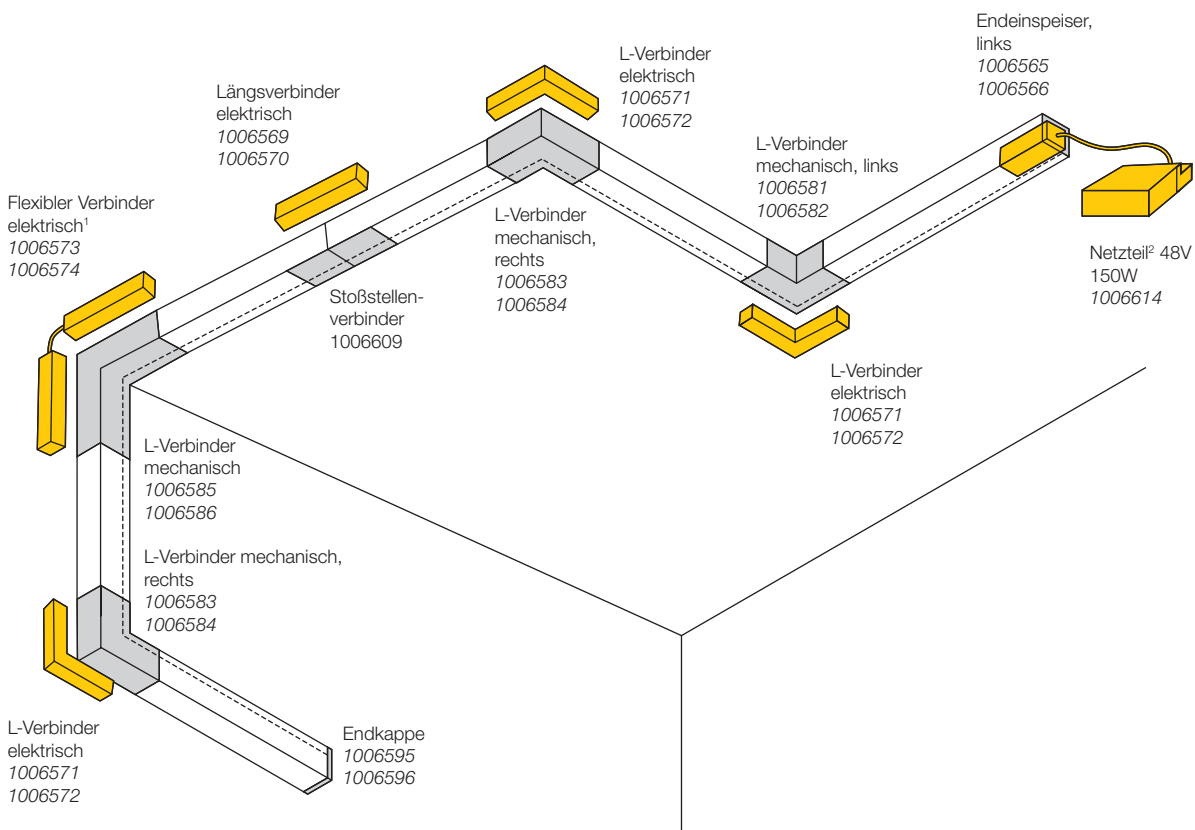 Endeinspeiser,
links
1006565
1006566
L-Verbinder
elektrisch
1006571
1006572
Längsverbinder
elektrisch
1006569
1006570
L-Verbinder
mechanisch, links
1006581
1006582
Flexibler Verbinder
elektrisch¹
1006573
1006574
L-Verbinder
mechanisch,
rechts
1006583
1006584
Netzteil² 48V
150W
1006614
Stoßstellen-
verbinder
1006609
L-Verbinder
elektrisch
1006571
1006572
L-Verbinder
mechanisch
1006585
1006586
L-Verbinder mechanisch,
rechts
1006583
1006584
L-Verbinder
elektrisch
1006571
1006572
Endkappe
1006595
1006596